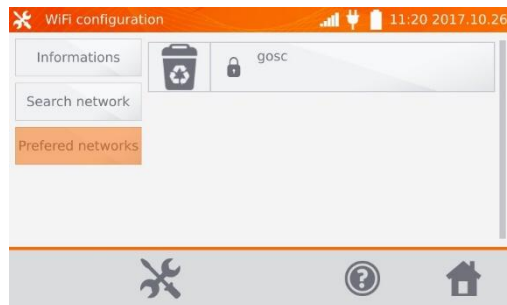 WiFi configuration
11:20 2017.10.26
Informations
gosc
Search network
Prefered networks